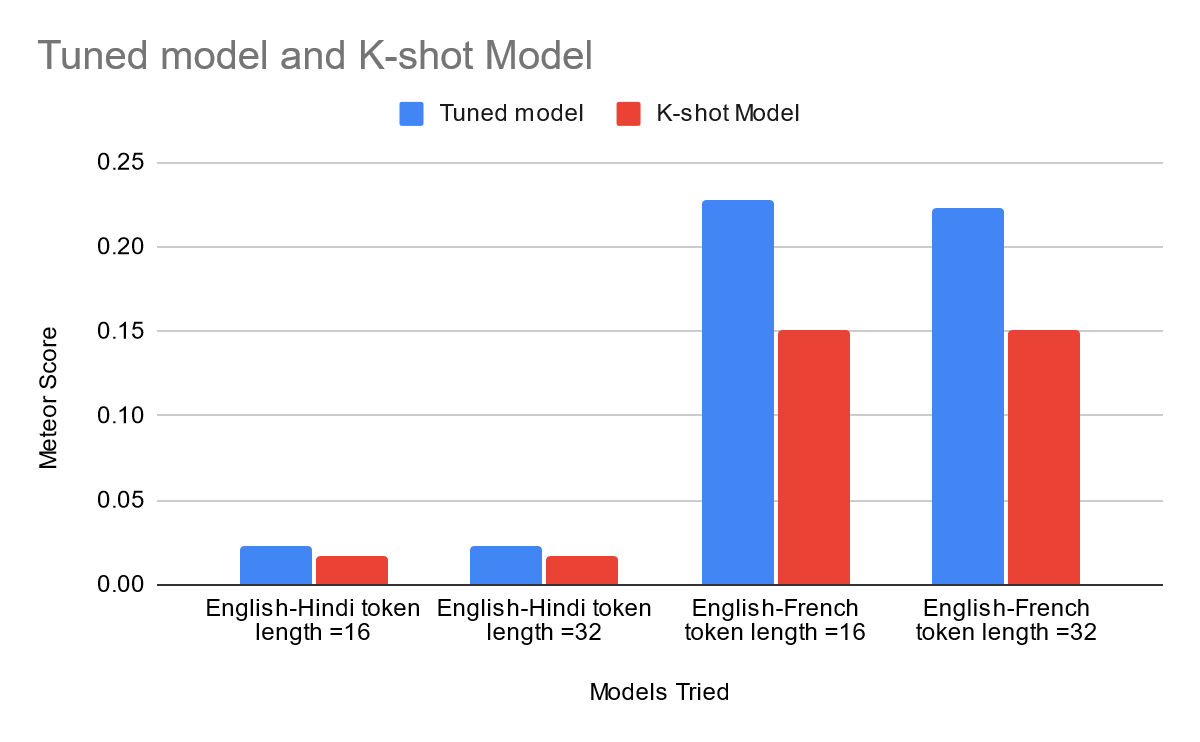 Tuned model and K-shot Model
Tuned model K-shot Model
0.25
0.20
0.15
0.10
0.05
0.00
Meteor Score
English-Hindi token length =16
English-Hindi token length =32
English-French token length =16
English-French token length =32
Models Tried